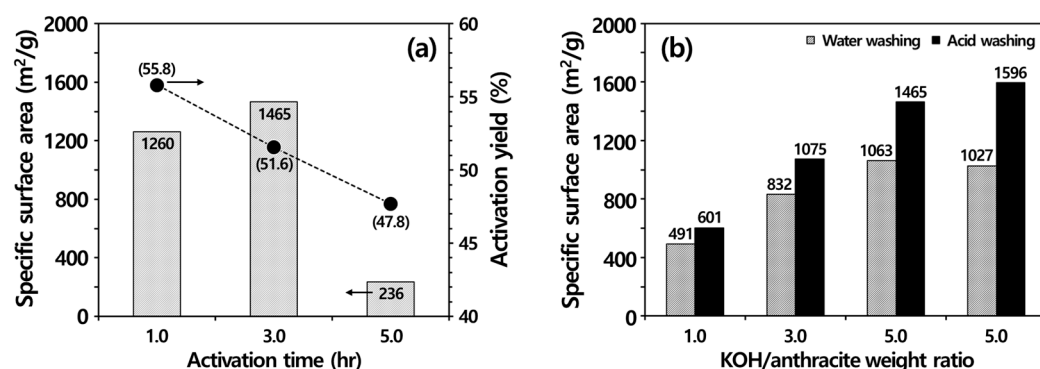 (a)
Specific surface area (m²/g)
2000
1600
1200
800
400
0
(55.8)
1260
1465
(51.6)
(47.8)
236
60
55
50
45
40
Activation yield (%)
1.0 3.0 5.0
Activation time (hr)
(b)
Water washing Acid washing
Specific surface area (m²/g)
2000
1600
1200
800
400
0
491 601
832 1075
1063 1465
1027 1596
1.0 3.0 5.0 5.0
KOH/anthracite weight ratio